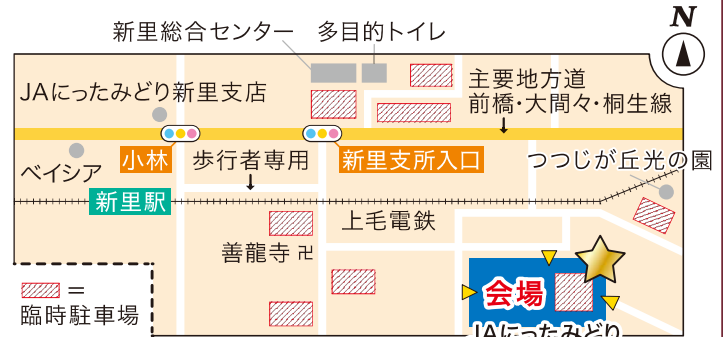 新里総合センター
多目的トイレ
N
JAにったみどり新里支店
主要地方道
前橋・大間々・桐生線
小林
歩行者専用
新里支所入口
つつじが丘光の園
ベイシア
新里駅
上毛電鉄
善龍寺 卍
会場
JAにったみどり
=
臨時駐車場